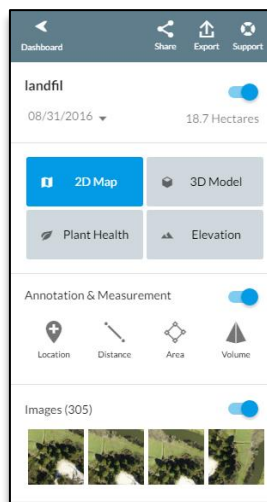 Dashboard Share Export Support
landfil
08/31/2016 18.7 Hectares
2D Map 3D Model
Plant Health Elevation
Annotation & Measurement
Location Distance Area Volume
Images (305)